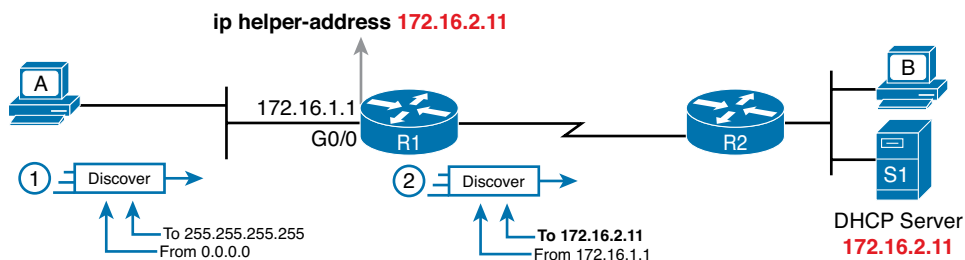 ip helper-address 172.16.2.11
A
172.16.1.1
G0/0
R1
R2
B
S1
1
Discover
To 255.255.255.255
From 0.0.0.0
2
Discover
To 172.16.2.11
From 172.16.1.1
DHCP Server
172.16.2.11